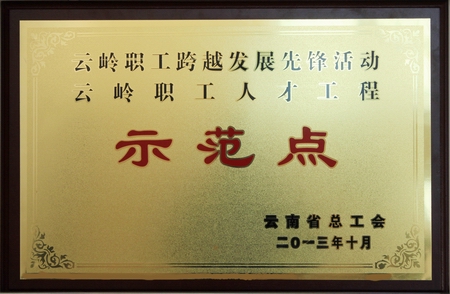 云岭职工跨越发展先锋活动
云岭职工人才工程
示范点
云南省总工会
二〇一三年十月